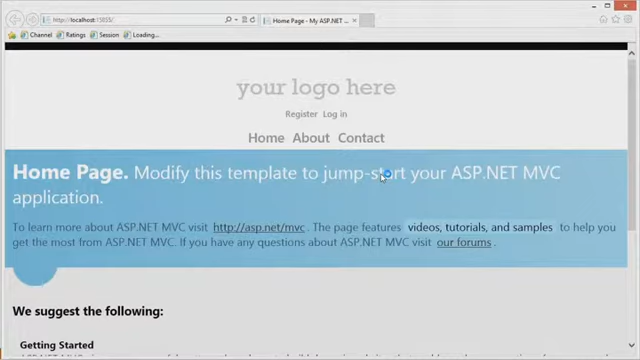 http://localhost:15855/
Home Page - My ASP.NET ...
Channel Ratings Session Loading...
your logo here
Register Log in
Home About Contact
Home Page. Modify this template to jump-start your ASP.NET MVC
application.
To learn more about ASP.NET MVC visit http://asp.net/mvc . The page features videos, tutorials, and samples to help you
get the most from ASP.NET MVC. If you have any questions about ASP.NET MVC visit our forums .
We suggest the following:
Getting Started